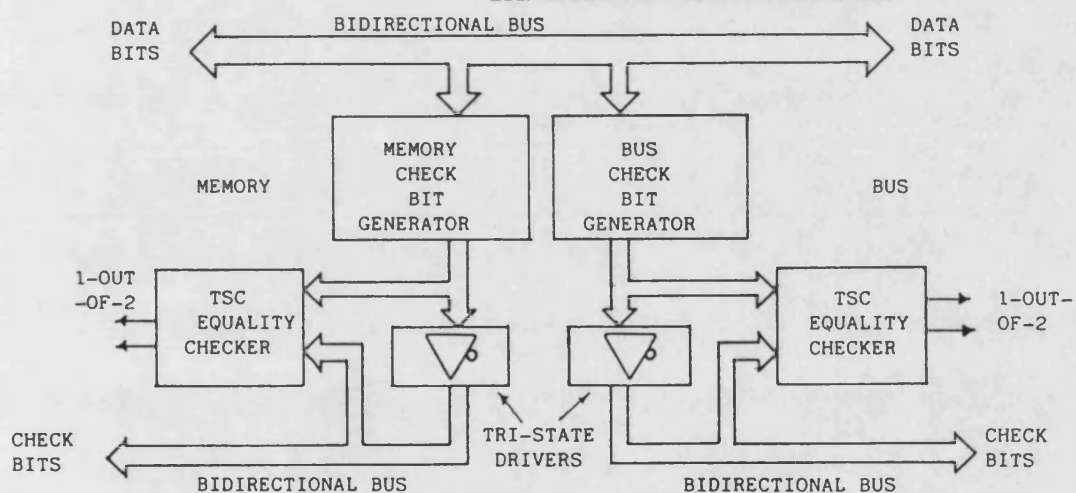 DATA
BITS
BIDIRECTIONAL BUS
DATA
BITS
MEMORY
MEMORY
CHECK
BIT
GENERATOR
BUS
CHECK
BIT
GENERATOR
BUS
1-OUT
-OF-2
TSC
EQUALITY
CHECKER
TSC
EQUALITY
CHECKER
1-OUT-
OF-2
TRI-STATE
DRIVERS
CHECK
BITS
BIDIRECTIONAL BUS
BIDIRECTIONAL BUS
CHECK
BITS